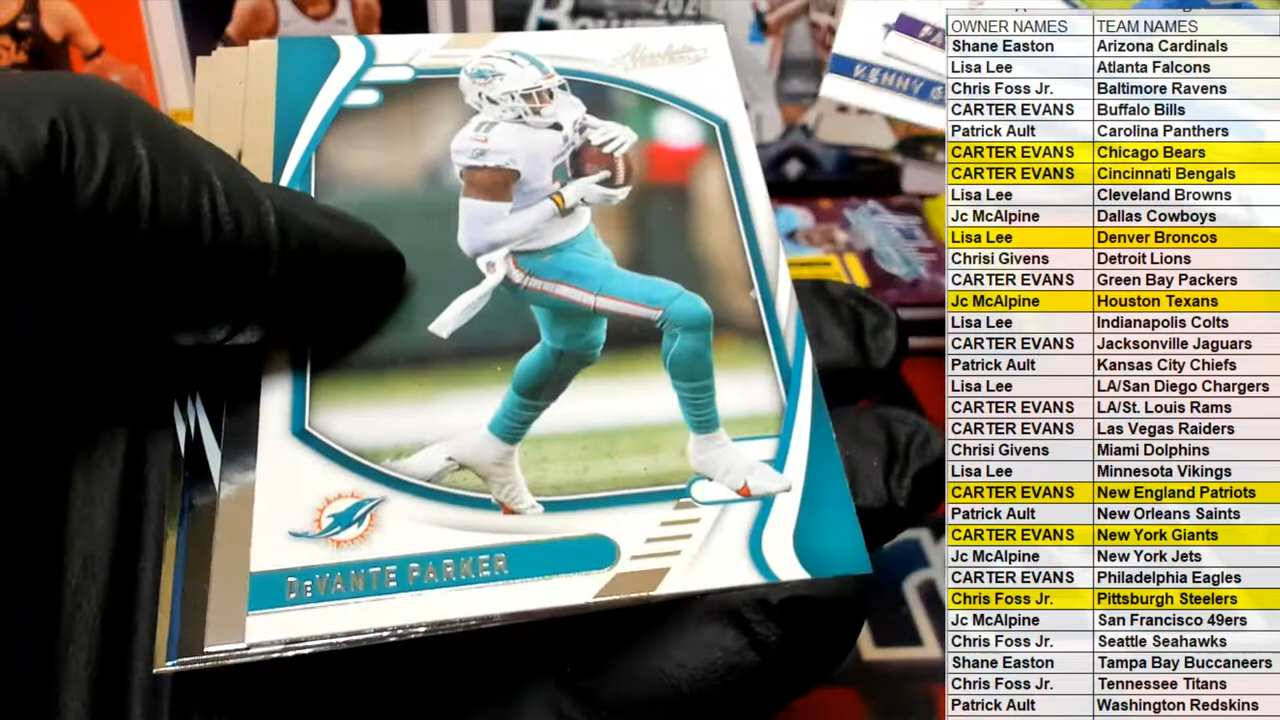 2021
BOWMAN
Absolute
KENNY G
DEVANTE PARKER
OWNER NAMES TEAM NAMES
Shane Easton Arizona Cardinals
Lisa Lee Atlanta Falcons
Chris Foss Jr. Baltimore Ravens
CARTER EVANS Buffalo Bills
Patrick Ault Carolina Panthers
CARTER EVANS Chicago Bears
CARTER EVANS Cincinnati Bengals
Lisa Lee Cleveland Browns
Jc McAlpine Dallas Cowboys
Lisa Lee Denver Broncos
Chrisi Givens Detroit Lions
CARTER EVANS Green Bay Packers
Jc McAlpine Houston Texans
Lisa Lee Indianapolis Colts
CARTER EVANS Jacksonville Jaguars
Patrick Ault Kansas City Chiefs
Lisa Lee LA/San Diego Chargers
CARTER EVANS LA/St. Louis Rams
CARTER EVANS Las Vegas Raiders
Chrisi Givens Miami Dolphins
Lisa Lee Minnesota Vikings
CARTER EVANS New England Patriots
Patrick Ault New Orleans Saints
CARTER EVANS New York Giants
Jc McAlpine New York Jets
CARTER EVANS Philadelphia Eagles
Chris Foss Jr. Pittsburgh Steelers
Jc McAlpine San Francisco 49ers
Chris Foss Jr. Seattle Seahawks
Shane Easton Tampa Bay Buccaneers
Chris Foss Jr. Tennessee Titans
Patrick Ault Washington Redskins